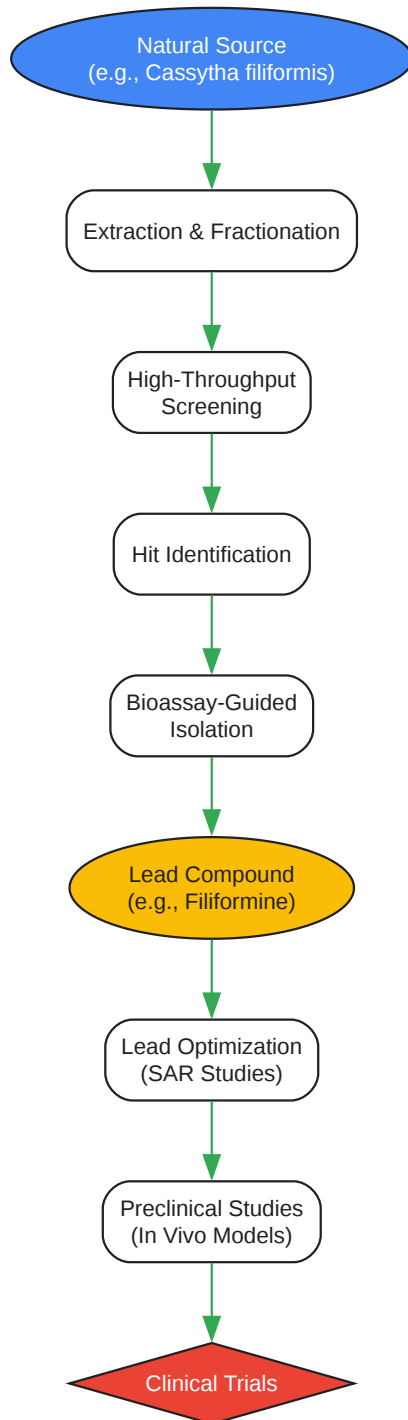 Natural Source
(e.g., Cassytha filiformis)
Extraction & Fractionation
High-Throughput
Screening
Hit Identification
Bioassay-Guided
Isolation
Lead Compound
(e.g., Filiformine)
Lead Optimization
(SAR Studies)
Preclinical Studies
(In Vivo Models)
Clinical Trials